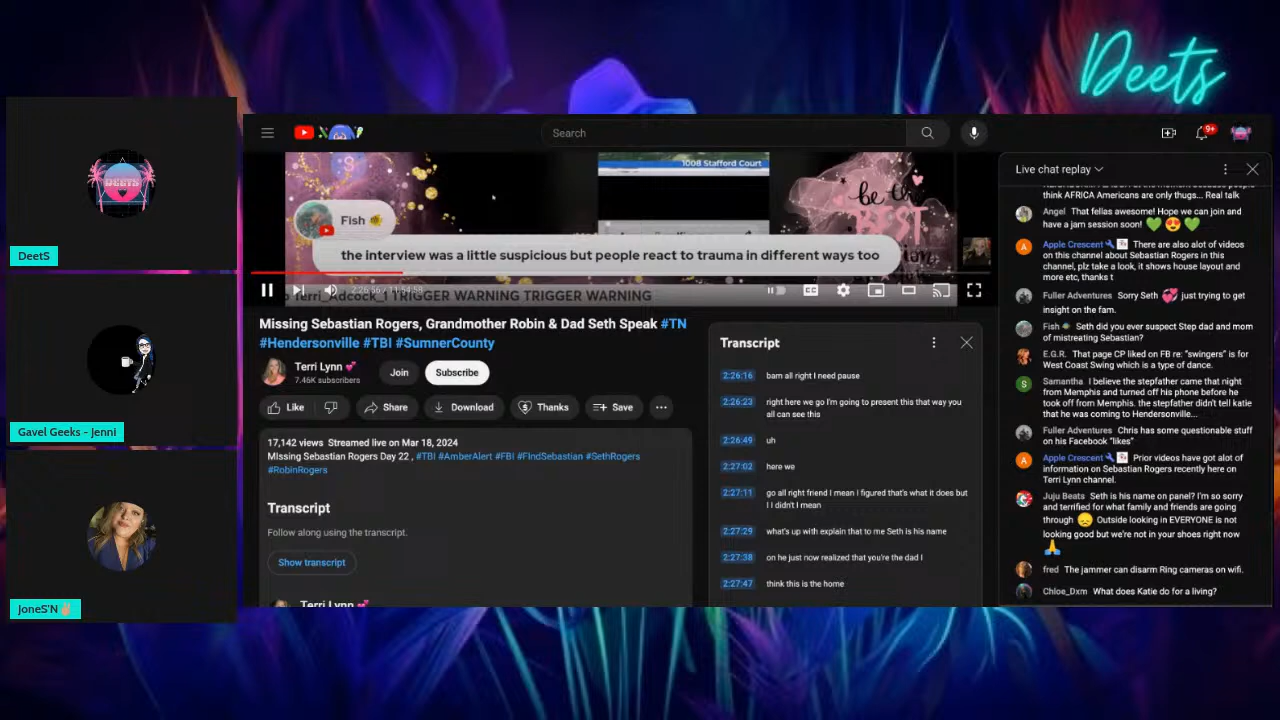 Deets
DEETS
DeetS
Gavel Geeks - jenni
JoneS'N✌🏼
Search
9+
1008 Stafford Court
be the
BEST
Fish 🐠
the interview was a little suspicious but people react to trauma in different ways too
Terri_Adcock_1 TRIGGER WARNING TRIGGER WARNING
Missing Sebastian Rogers, Grandmother Robin & Dad Seth Speak #TN
#Hendersonville #TBI #SumnerCounty
Terri Lynn 💕
7.46K subscribers
Join
Subscribe
Like
Share
Download
Thanks
Save
17,142 views Streamed live on Mar 18, 2024
Missing Sebastian Rogers Day 22 , #TBI #AmberAlert #FBI #FIndSebastian #SethRogers
#RobinRogers
Transcript
Follow along using the transcript.
Show transcript
Terri Lynn 💕
Transcript
2:26:16 bam all right I need pause
2:26:23 right here we go I'm going to present this that way you
all can see this
2:26:49 uh
2:27:02 here we
2:27:11 go all right friend I mean I figured that's what it does but
I I didn't I mean
2:27:29 what's up with explain that to me Seth is his name
2:27:38 on he just now realized that you're the dad I
2:27:47 think this is the home
Live chat replay
think AFRICA Americans are only thugs... Real talk
Angel That fellas awesome! Hope we can join and
have a jam session soon! 💚😍💚
Apple Crescent🔧 There are also alot of videos
on this channel about Sebastian Rogers in this
channel, plz take a look, it shows house layout and
more etc, thanks t
Fuller Adventures Sorry Seth 💞 just trying to get
insight on the fam.
Fish 🐠 Seth did you ever suspect Step dad and mom
of mistreating Sebastian?
E.G.R. That page CP liked on FB re: "swingers" is for
West Coast Swing which is a type of dance.
Samantha I believe the stepfather came that night
from Memphis and turned off his phone before he
took off from Memphis. the stepfather didn't tell katie
that he was coming to Hendersonville...
Fuller Adventures Chris has some questionable stuff
on his Facebook "likes"
Apple Crescent🔧 Prior videos have got alot of
information on Sebastian Rogers recently here on
Terri Lynn channel.
Juju Beats Seth is his name on panel? I'm so sorry
and terrified for what family and friends are going
through 😞 Outside looking in EVERYONE is not
looking good but we're not in your shoes right now
🙏
fred The jammer can disarm Ring cameras on wifi.
Chloe_Dxm What does Katie do for a living?